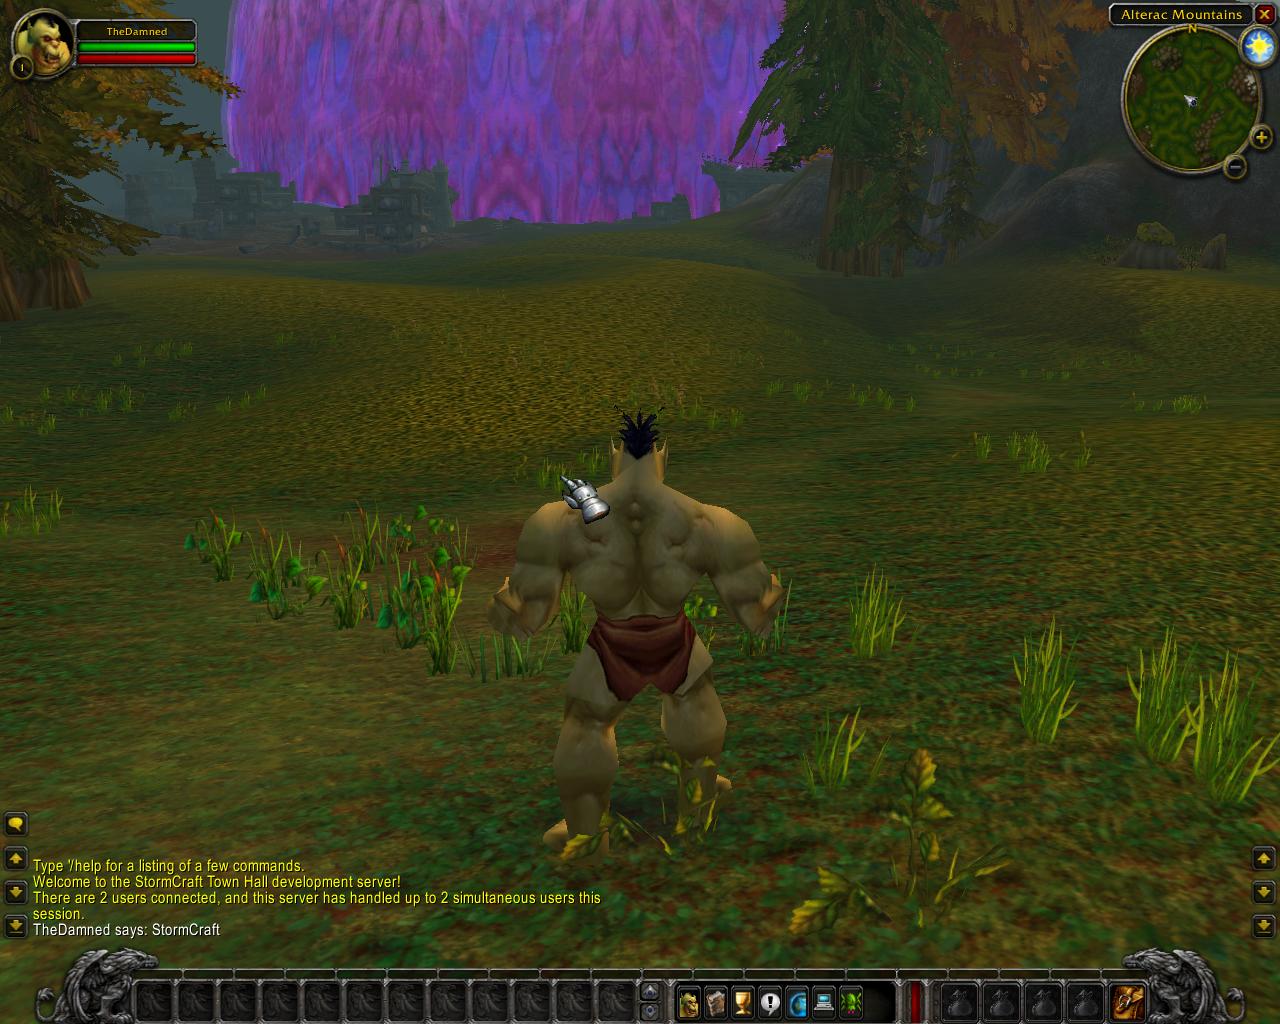 TheDamned
1
Alterac Mountains
N
Type '/help for a listing of a few commands.
Welcome to the StormCraft Town Hall development server!
There are 2 users connected, and this server has handled up to 2 simultaneous users this
session.
TheDamned says: StormCraft